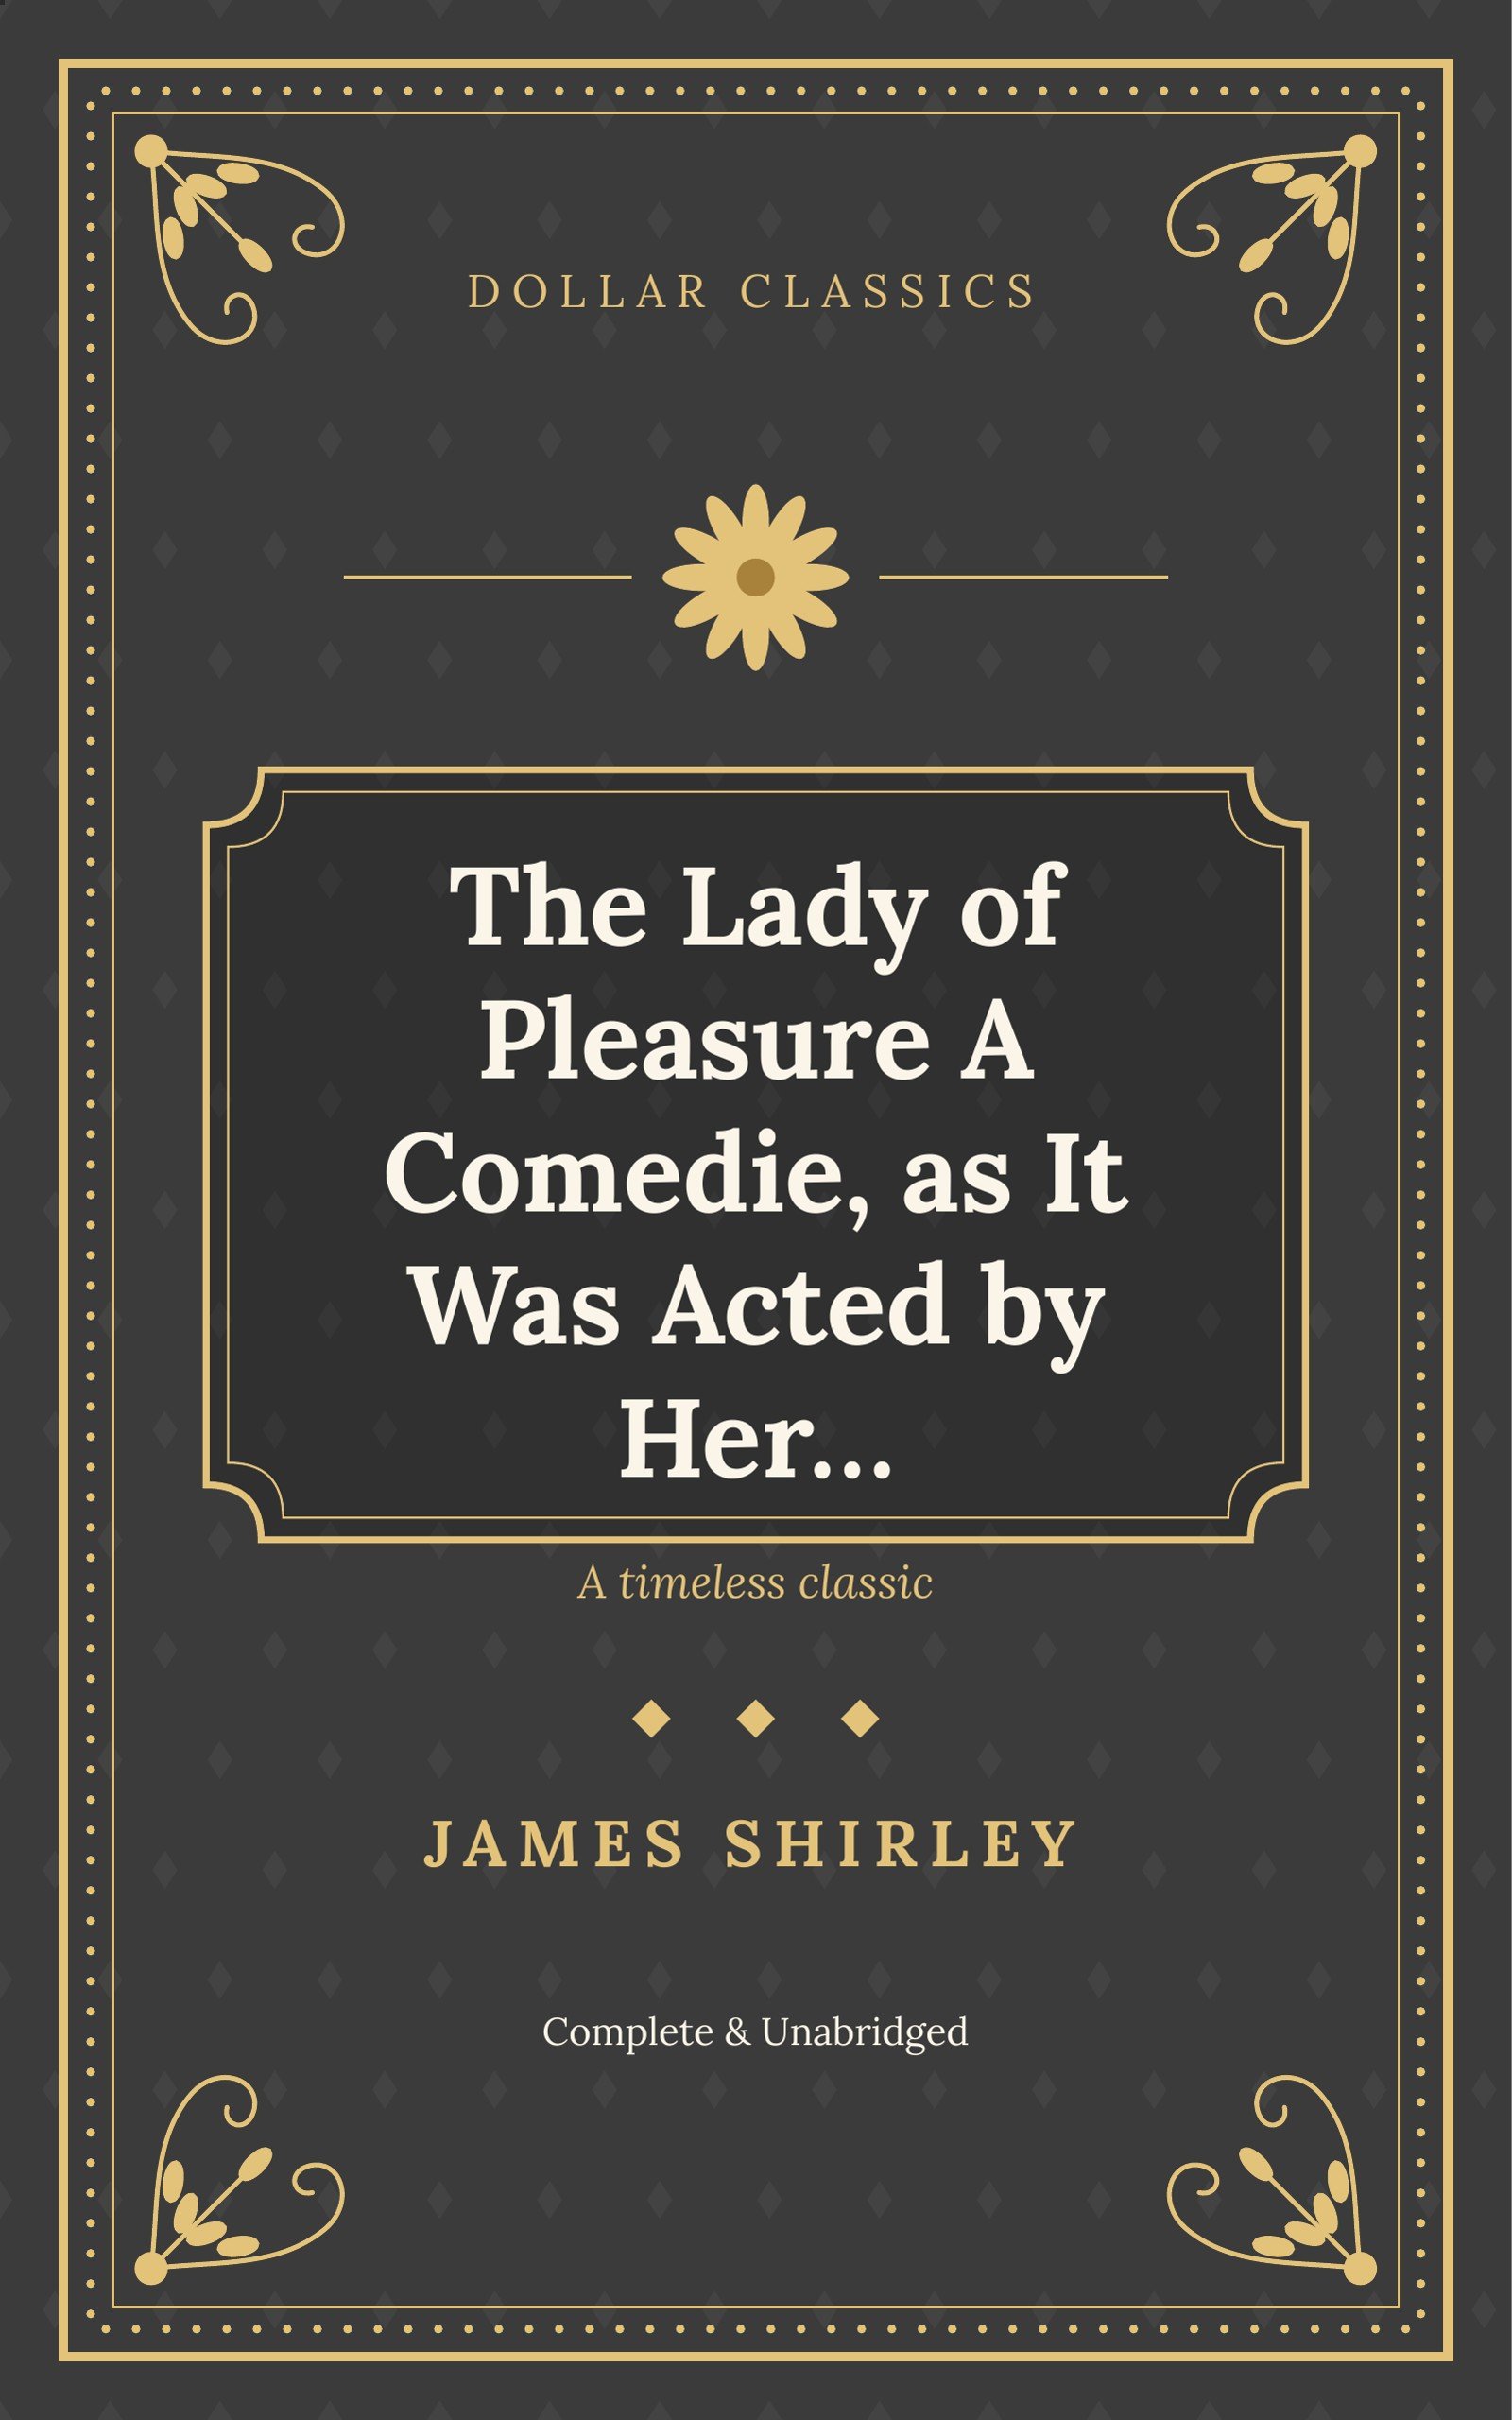 DOLLAR CLASSICS
The Lady of
Pleasure A
Comedie, as It
Was Acted by
Her...
A timeless classic
JAMES SHIRLEY
Complete & Unabridged